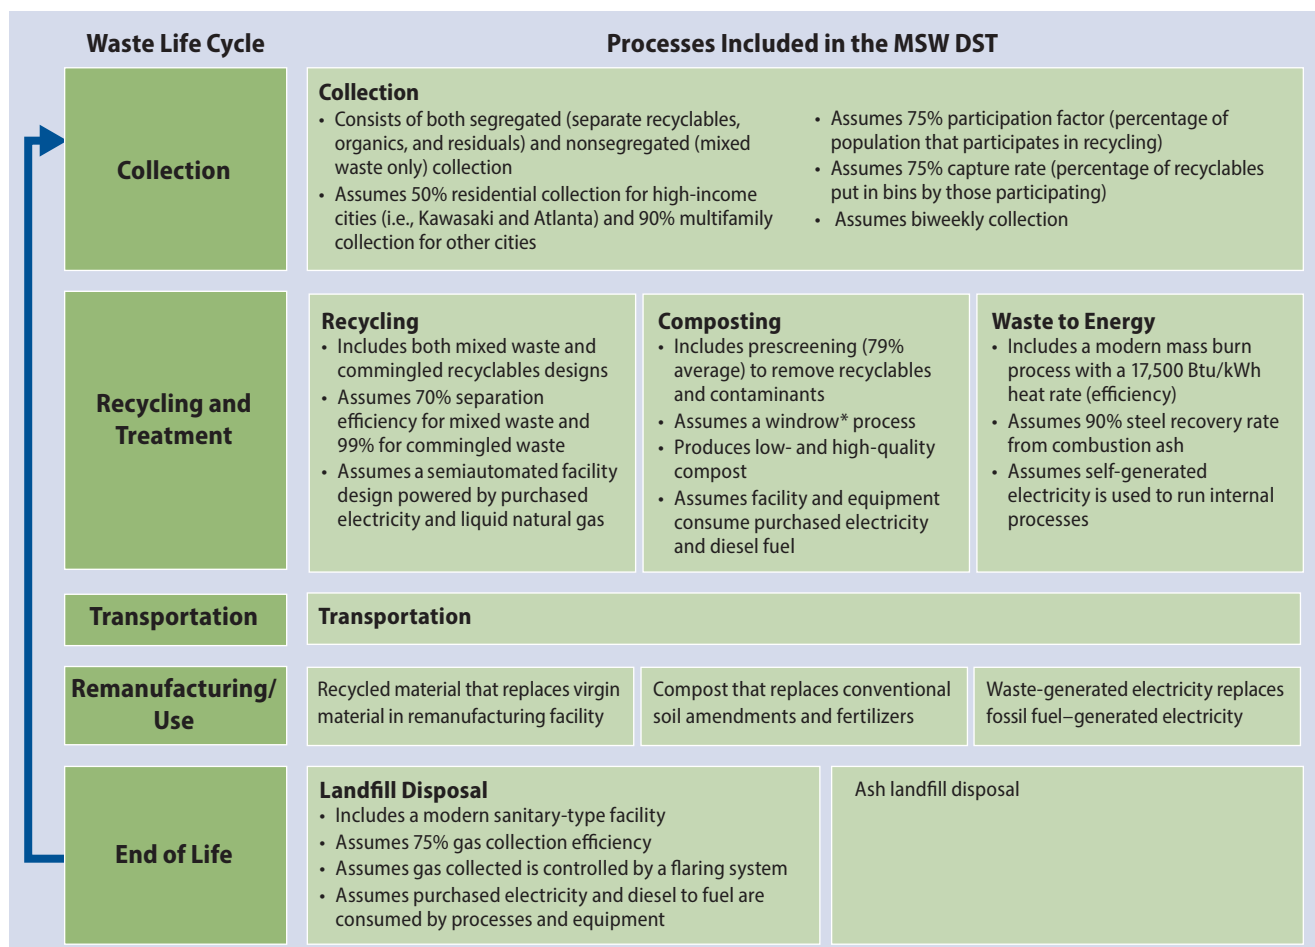 Waste Life Cycle
Processes Included in the MSW DST
Collection
Collection
• Consists of both segregated (separate recyclables,
organics, and residuals) and nonsegregated (mixed
waste only) collection
• Assumes 50% residential collection for high-income
cities (i.e., Kawasaki and Atlanta) and 90% multifamily
collection for other cities
• Assumes 75% participation factor (percentage of
population that participates in recycling)
• Assumes 75% capture rate (percentage of recyclables
put in bins by those participating)
• Assumes biweekly collection
Recycling and
Treatment
Recycling
• Includes both mixed waste and
commingled recyclables designs
• Assumes 70% separation
efficiency for mixed waste and
99% for commingled waste
• Assumes a semiautomated facility
design powered by purchased
electricity and liquid natural gas
Composting
• Includes prescreening (79%
average) to remove recyclables
and contaminants
• Assumes a windrow* process
• Produces low- and high-quality
compost
• Assumes facility and equipment
consume purchased electricity
and diesel fuel
Waste to Energy
• Includes a modern mass burn
process with a 17,500 Btu/kWh
heat rate (efficiency)
• Assumes 90% steel recovery rate
from combustion ash
• Assumes self-generated
electricity is used to run internal
processes
Transportation
Transportation
Remanufacturing/
Use
Recycled material that replaces virgin
material in remanufacturing facility
Compost that replaces conventional
soil amendments and fertilizers
Waste-generated electricity replaces
fossil fuel–generated electricity
End of Life
Landfill Disposal
• Includes a modern sanitary-type facility
• Assumes 75% gas collection efficiency
• Assumes gas collected is controlled by a flaring system
• Assumes purchased electricity and diesel to fuel are
consumed by processes and equipment
Ash landfill disposal